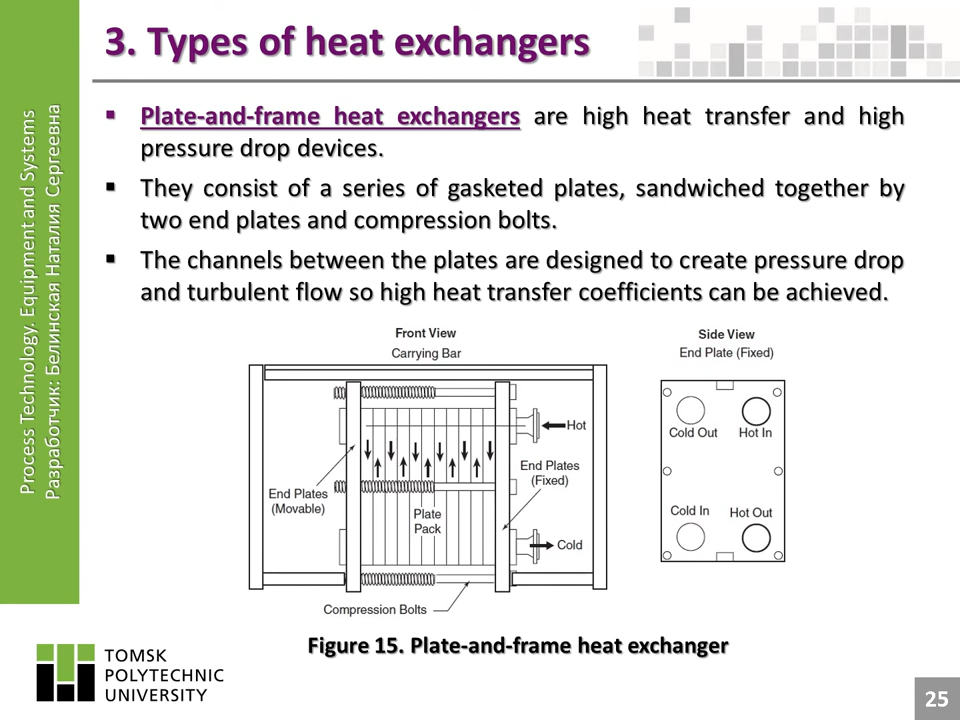 3. Types of heat exchangers
Process Technology. Equipment and Systems
Разработчик: Белинская Наталия Сергеевна
Plate-and-frame heat exchangers are high heat transfer and high
pressure drop devices.
They consist of a series of gasketed plates, sandwiched together by
two end plates and compression bolts.
The channels between the plates are designed to create pressure drop
and turbulent flow so high heat transfer coefficients can be achieved.
Front View
Carrying Bar
Hot
End Plates
(Fixed)
End Plates
(Movable)
Plate
Pack
Cold
Compression Bolts
Side View
End Plate (Fixed)
Cold Out Hot In
Cold In Hot Out
Figure 15. Plate-and-frame heat exchanger
TOMSK
POLYTECHNIC
UNIVERSITY
25